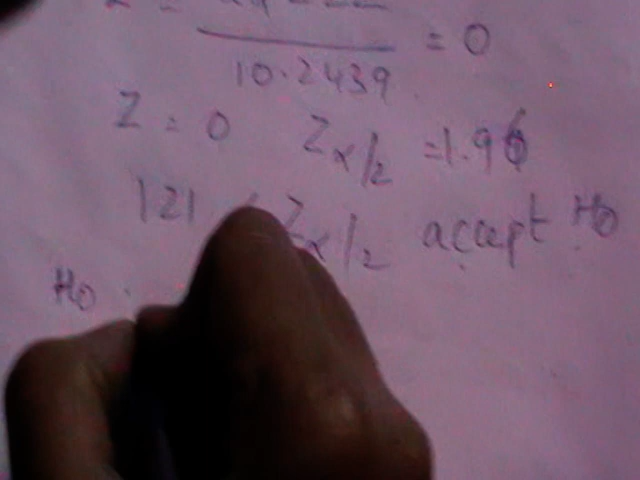 = 0
10.2439
Z = 0 Zα/2 = 1.96
|Z| < Zα/2 accept H0
H0